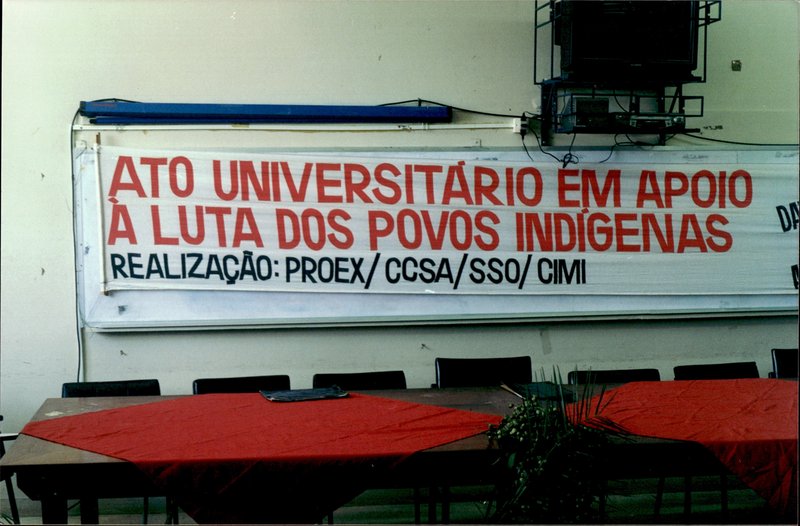 ATO UNIVERSITÁRIO EM APOIO
À LUTA DOS POVOS INDÍGENAS
REALIZAÇÃO: PROEX/CCSA/SSO/CIMI